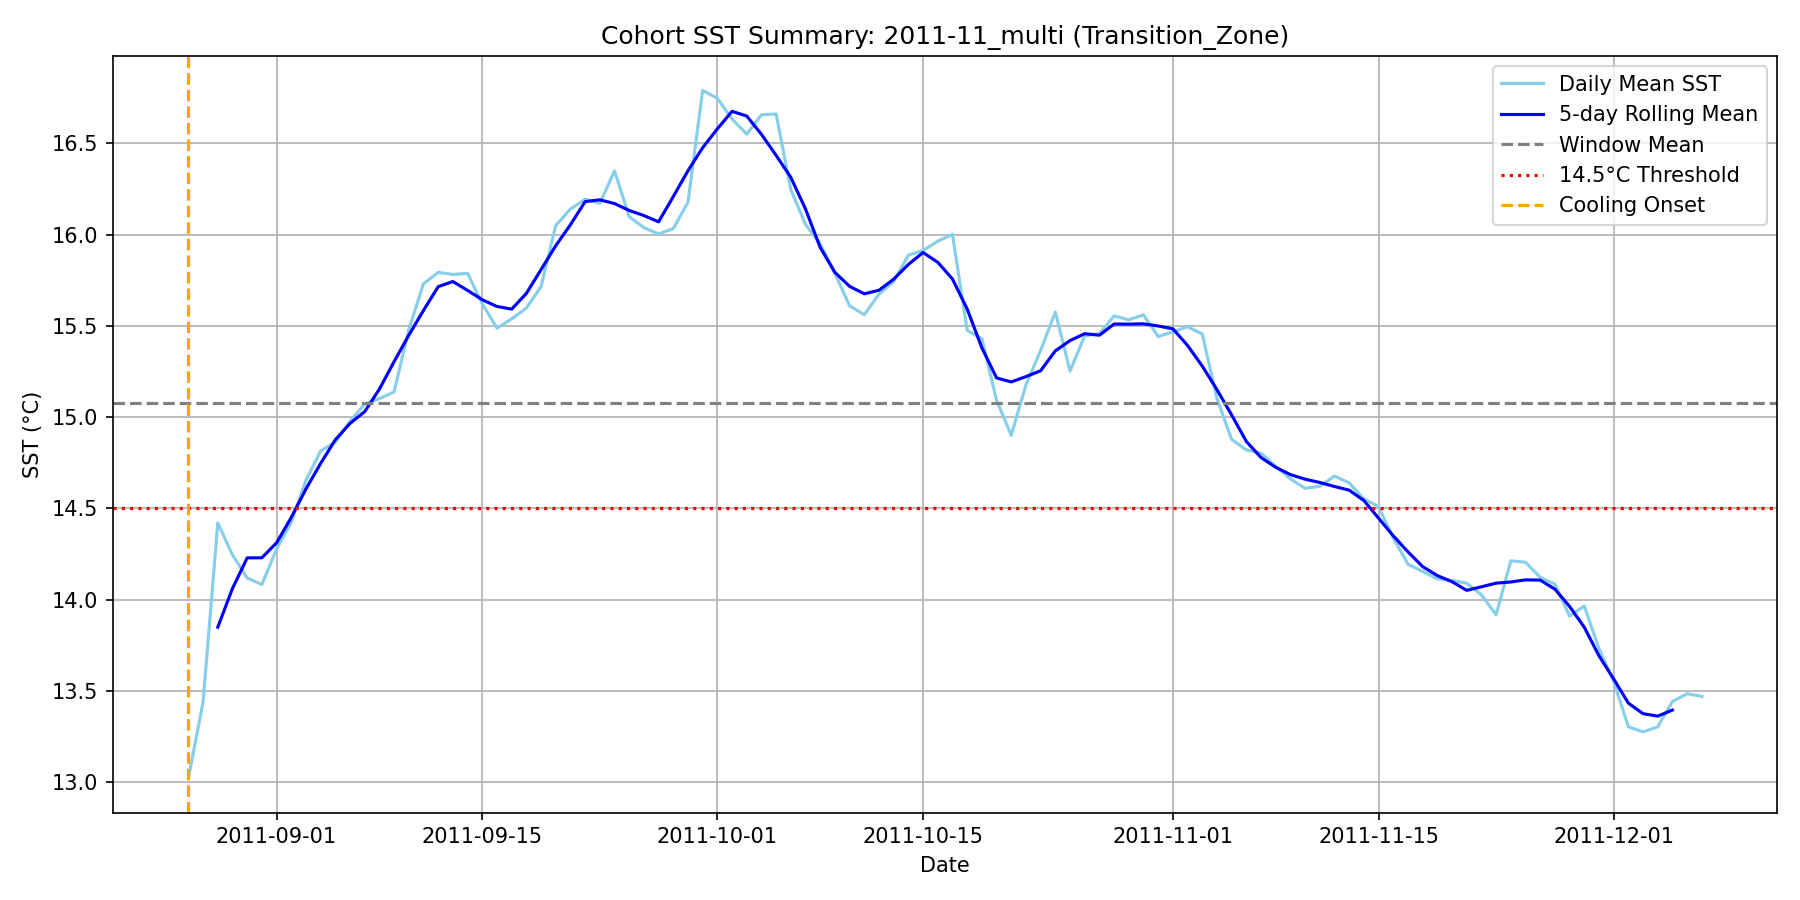 Cohort SST Summary: 2011-11_multi (Transition_Zone)
Daily Mean SST
5-day Rolling Mean
Window Mean
14.5°C Threshold
Cooling Onset
SST (°C)
16.5
16.0
15.5
15.0
14.5
14.0
13.5
13.0
2011-09-01
2011-09-15
2011-10-01
2011-10-15
2011-11-01
2011-11-15
2011-12-01
Date